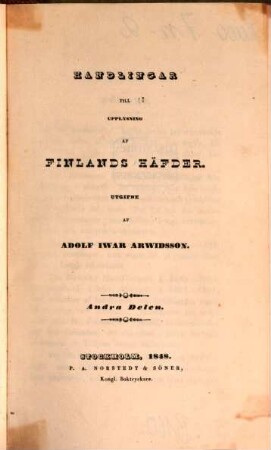 HANDLINGAR
TILL
UPPLYSNING
AF
FINLANDS HÄFDER.
UTGIFNE
AF
ADOLF IWAR ARWIDSSON.
Andra Delen.
STOCKHOLM, 1848.
P. A. NORSTEDT & SÖNER,
Kongl. Boktryckare.